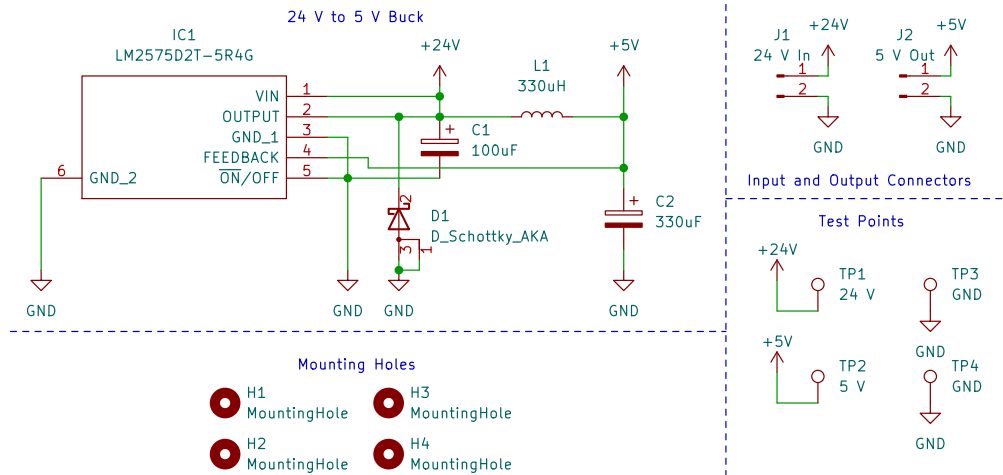 24 V to 5 V Buck
IC1
LM2575D2T-5R4G
VIN 1
OUTPUT 2
GND_1 3
FEEDBACK 4
ON/OFF 5
6 GND_2
GND
+24V
L1
330uH
+5V
C1
100uF
+
2
D1
D_Schottky_AKA
3
1
GND
GND
+
C2
330uF
GND
J1
24 V In
+24V
1
2
GND
J2
5 V Out
+5V
1
2
GND
Input and Output Connectors
Test Points
+24V
TP1
24 V
TP3
GND
GND
+5V
TP2
5 V
TP4
GND
GND
Mounting Holes
H1
MountingHole
H3
MountingHole
H2
MountingHole
H4
MountingHole